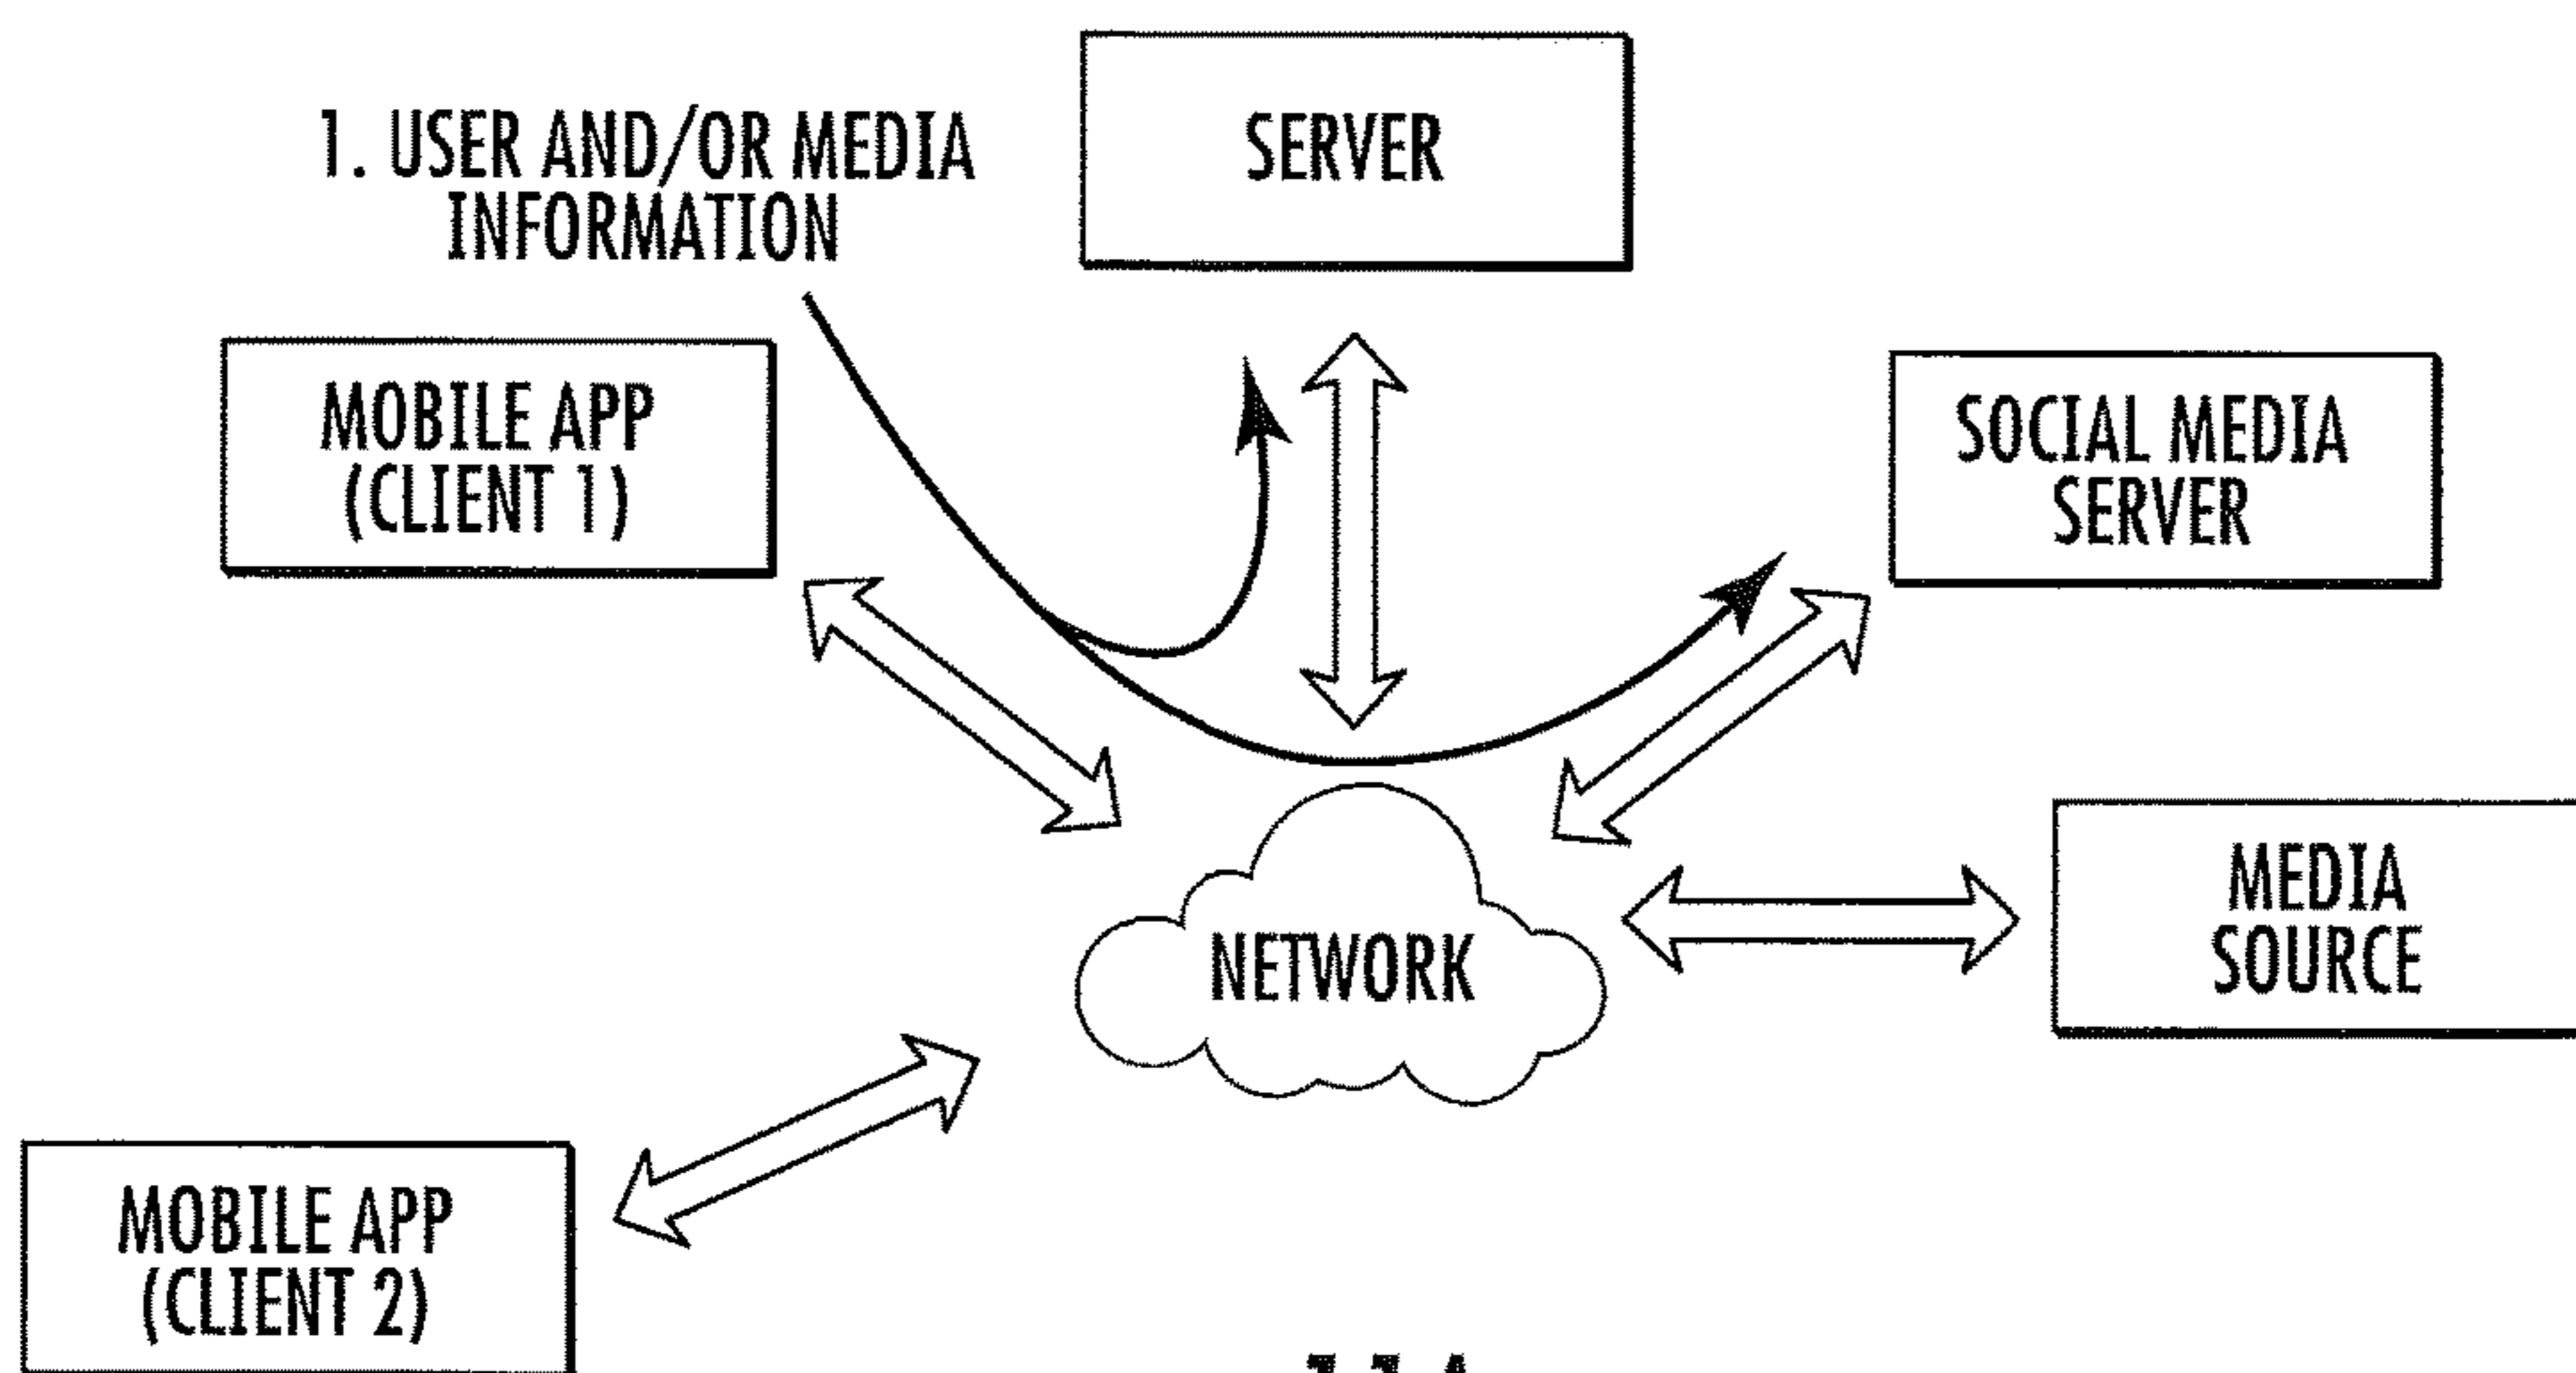 1. USER AND/OR MEDIA
INFORMATION
SERVER
MOBILE APP
(CLIENT 1)
SOCIAL MEDIA
SERVER
MEDIA
SOURCE
NETWORK
MOBILE APP
(CLIENT 2)